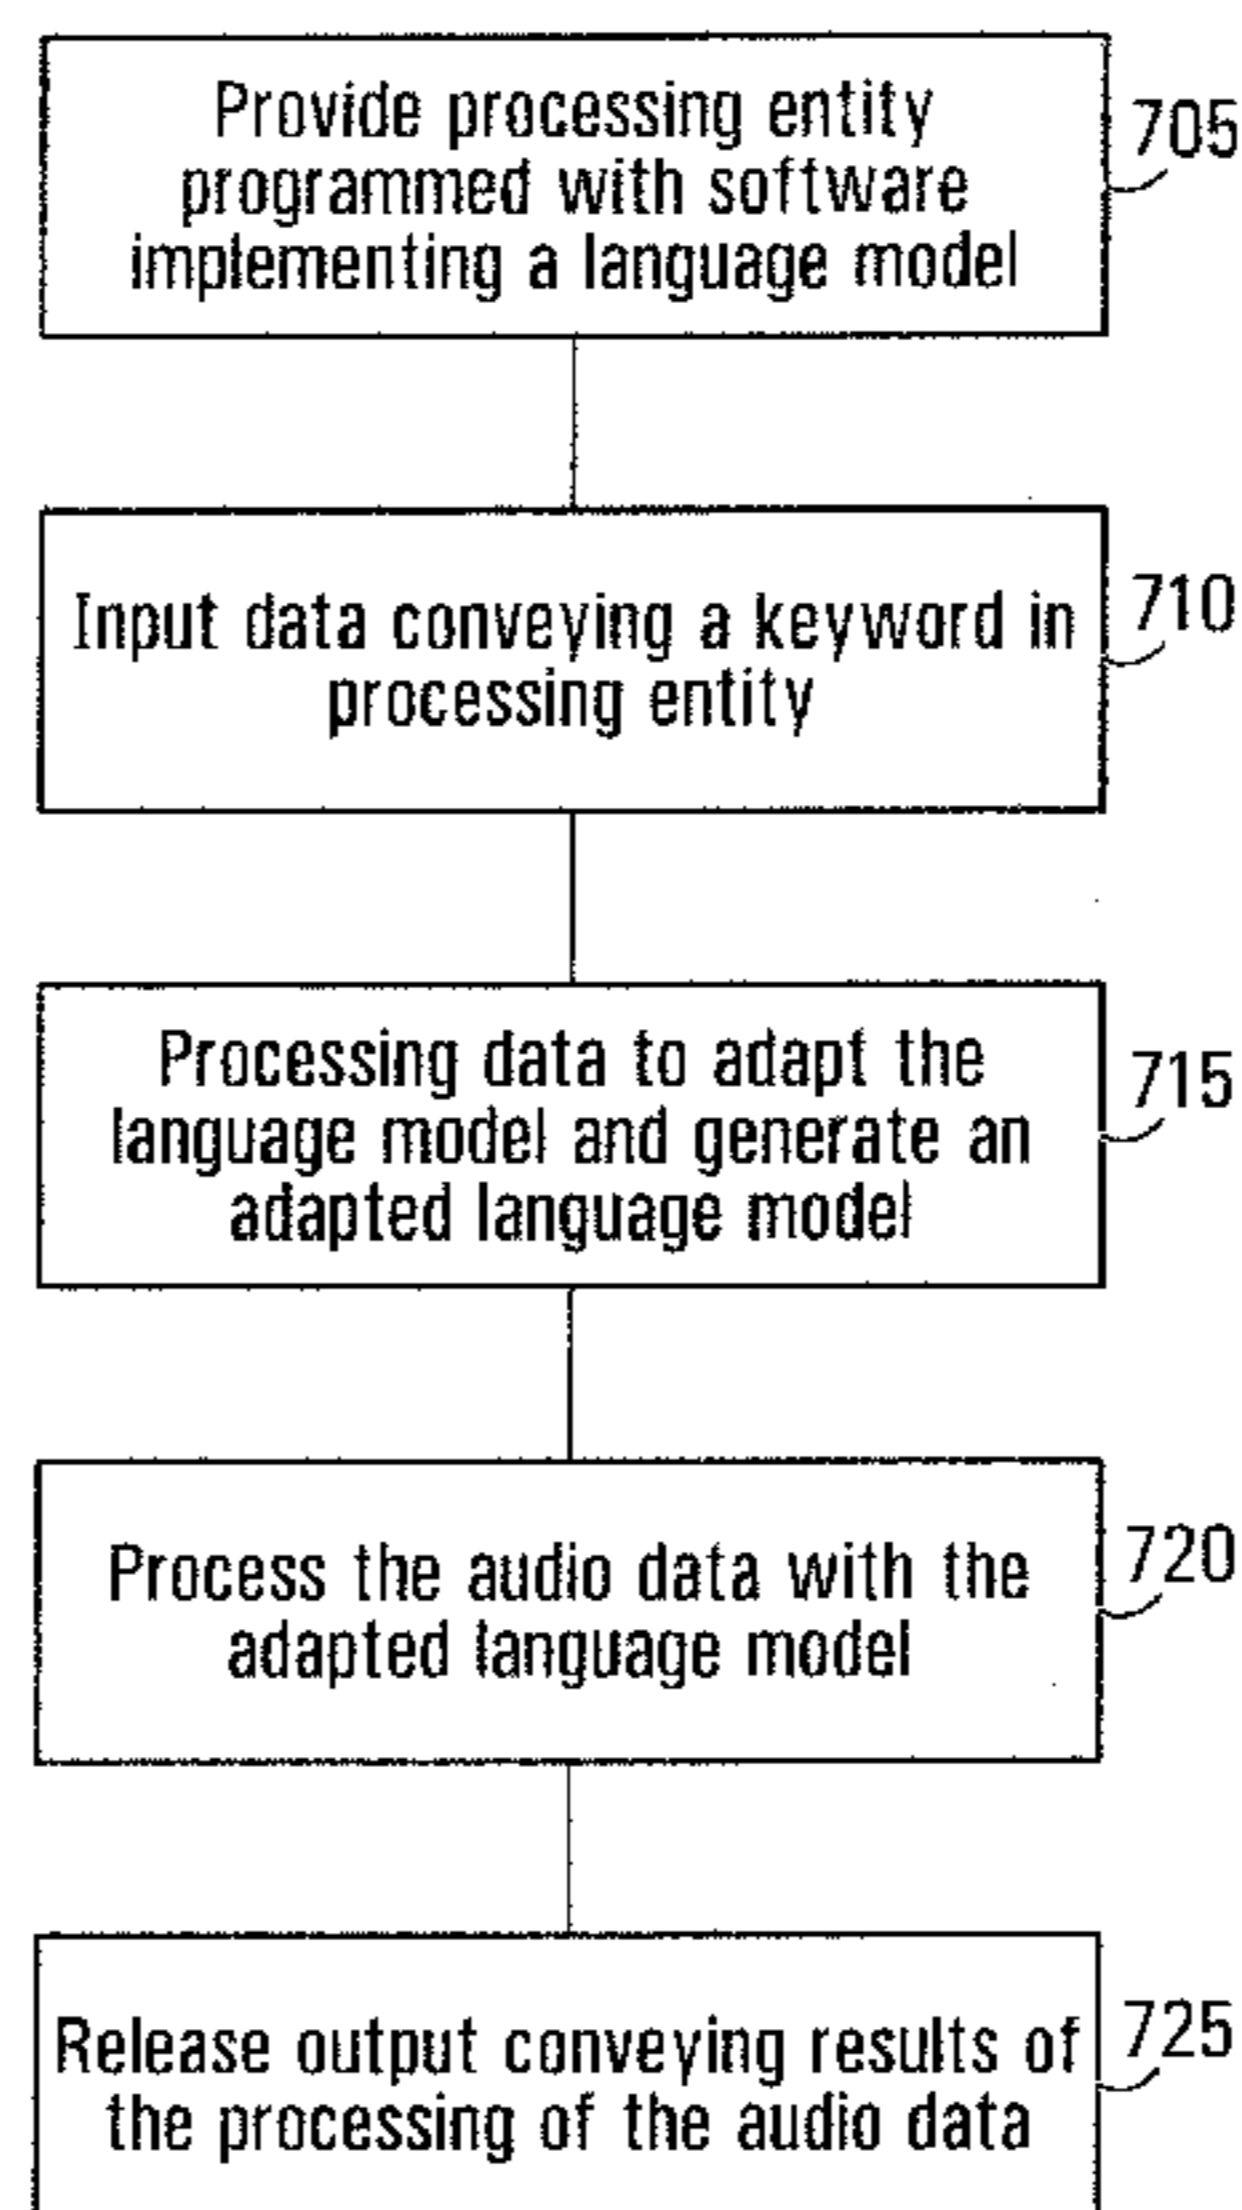 Provide processing entity
programmed with software
implementing a language model
705
Input data conveying a keyword in
processing entity
710
Processing data to adapt the
language model and generate an
adapted language model
715
Process the audio data with the
adapted language model
720
Release output conveying results of
the processing of the audio data
725